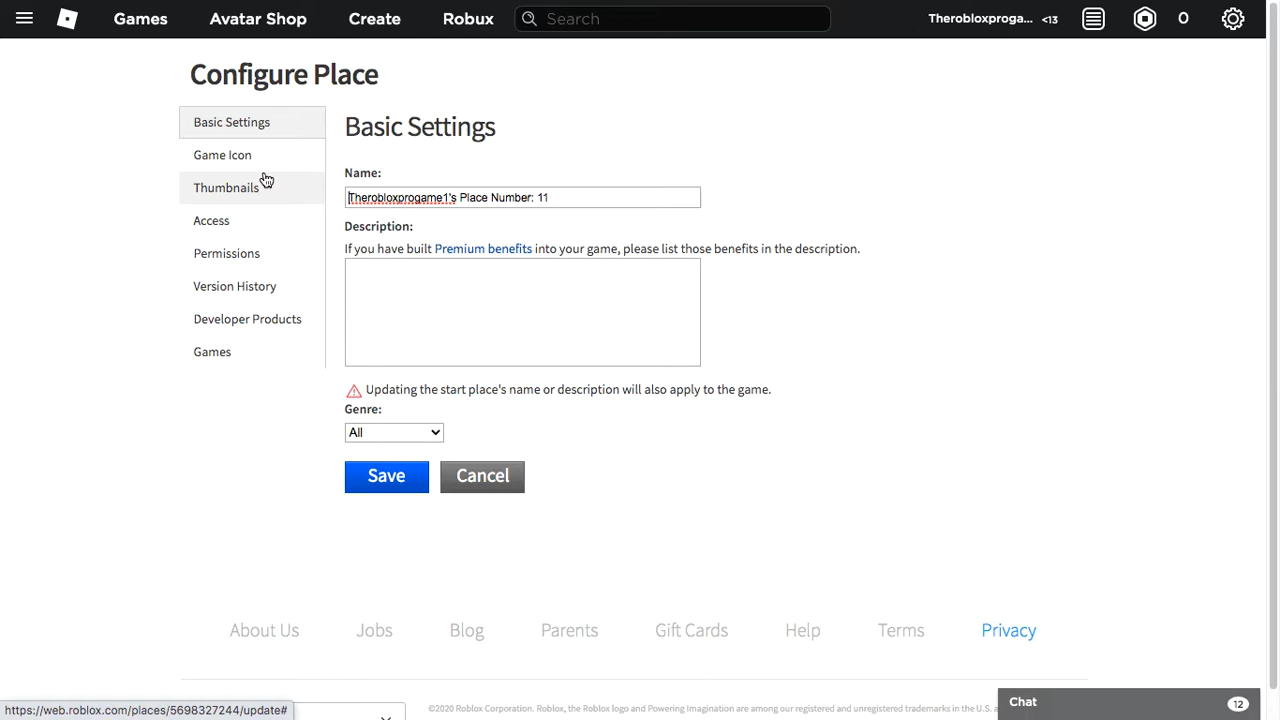 Games Avatar Shop Create Robux Search Therobloxproga... <13 0
Configure Place
Basic Settings
Game Icon
Thumbnails
Access
Permissions
Version History
Developer Products
Games
Basic Settings
Name:
Therobloxprogame1's Place Number: 11
Description:
If you have built Premium benefits into your game, please list those benefits in the description.
Updating the start place's name or description will also apply to the game.
Genre:
All
Save Cancel
About Us Jobs Blog Parents Gift Cards Help Terms Privacy
https://web.roblox.com/places/5698327244/update#
©2020 Roblox Corporation. Roblox, the Roblox logo and Powering Imagination are among our registered and unregistered trademarks in the U.S. a
Chat 12